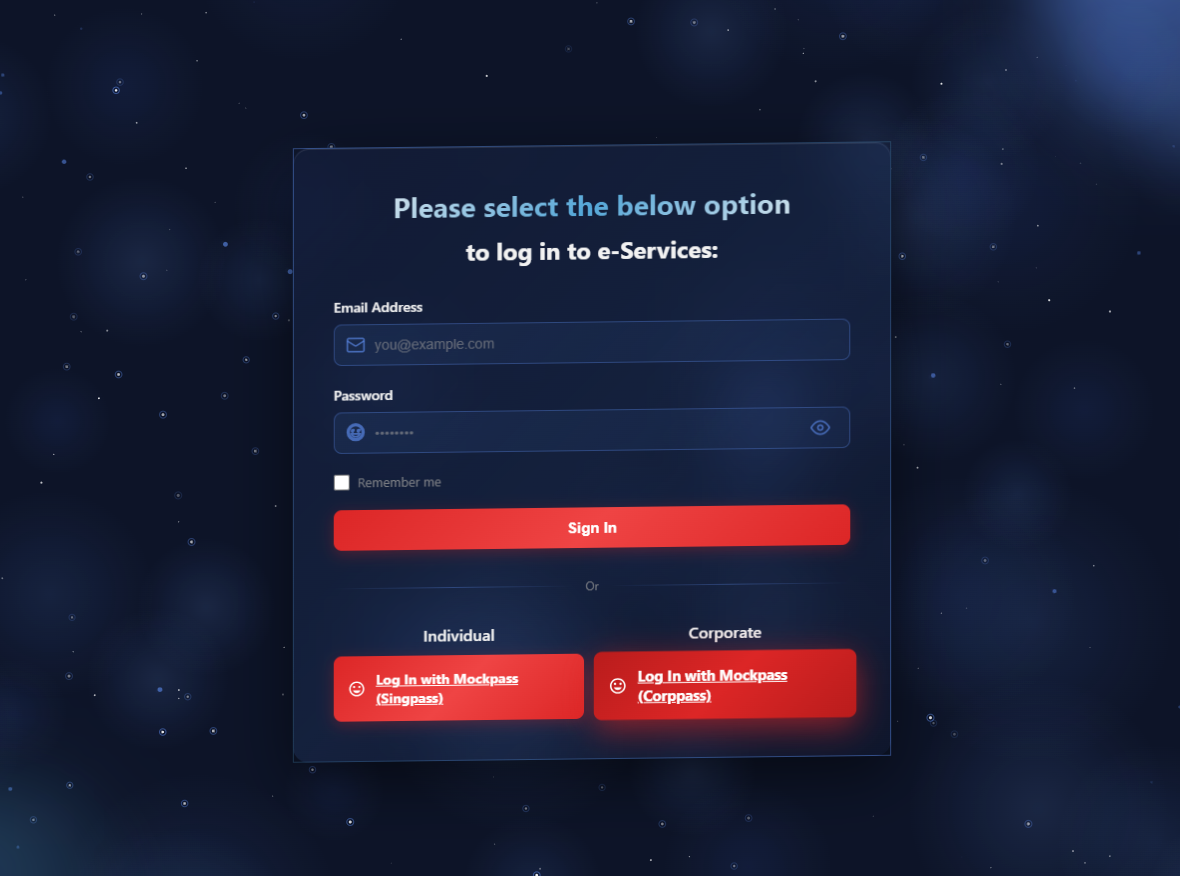 Please select the below option
to log in to e-Services:
Email Address
you@example.com
Password
••••••••
Remember me
Sign In
Or
Individual
Corporate
Log In with Mockpass
(Singpass)
Log In with Mockpass
(Corppass)